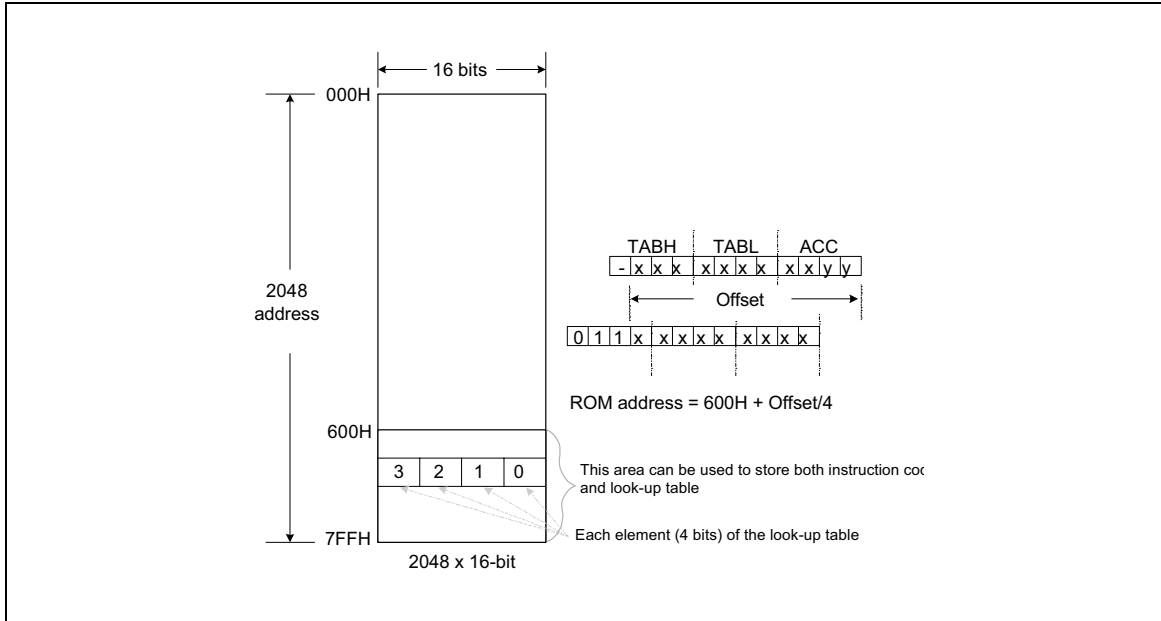 16 bits
000H
2048
address
TABH TABL ACC
- x x x x x x x x x y y
Offset
0 1 1 x x x x x x x x x
ROM address = 600H + Offset/4
600H
3 2 1 0
This area can be used to store both instruction
and look-up table
Each element (4 bits) of the look-up table
7FFH
2048 x 16-bit